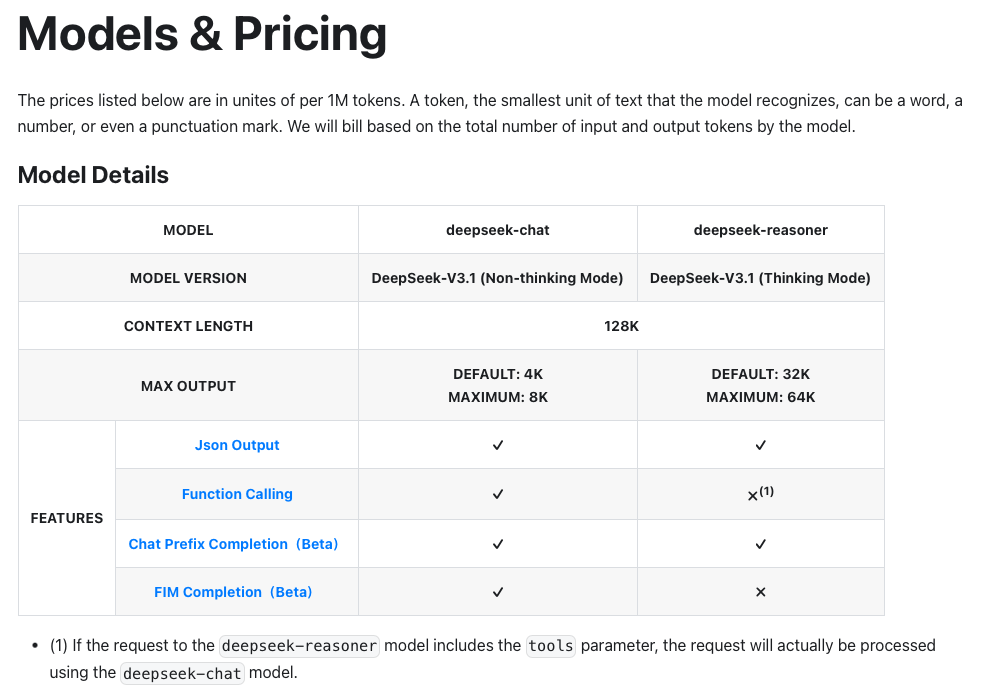 Models & Pricing
The prices listed below are in unites of per 1M tokens. A token, the smallest unit of text that the model recognizes, can be a word, a
number, or even a punctuation mark. We will bill based on the total number of input and output tokens by the model.
Model Details
MODEL deepseek-chat deepseek-reasoner
MODEL VERSION DeepSeek-V3.1 (Non-thinking Mode) DeepSeek-V3.1 (Thinking Mode)
CONTEXT LENGTH 128K
MAX OUTPUT DEFAULT: 4K DEFAULT: 32K
MAXIMUM: 8K MAXIMUM: 64K
FEATURES
Json Output ✓ ✓
Function Calling ✓ ✕(1)
Chat Prefix Completion（Beta） ✓ ✓
FIM Completion（Beta） ✓ ✕
• (1) If the request to the deepseek-reasoner model includes the tools parameter, the request will actually be processed
using the deepseek-chat model.